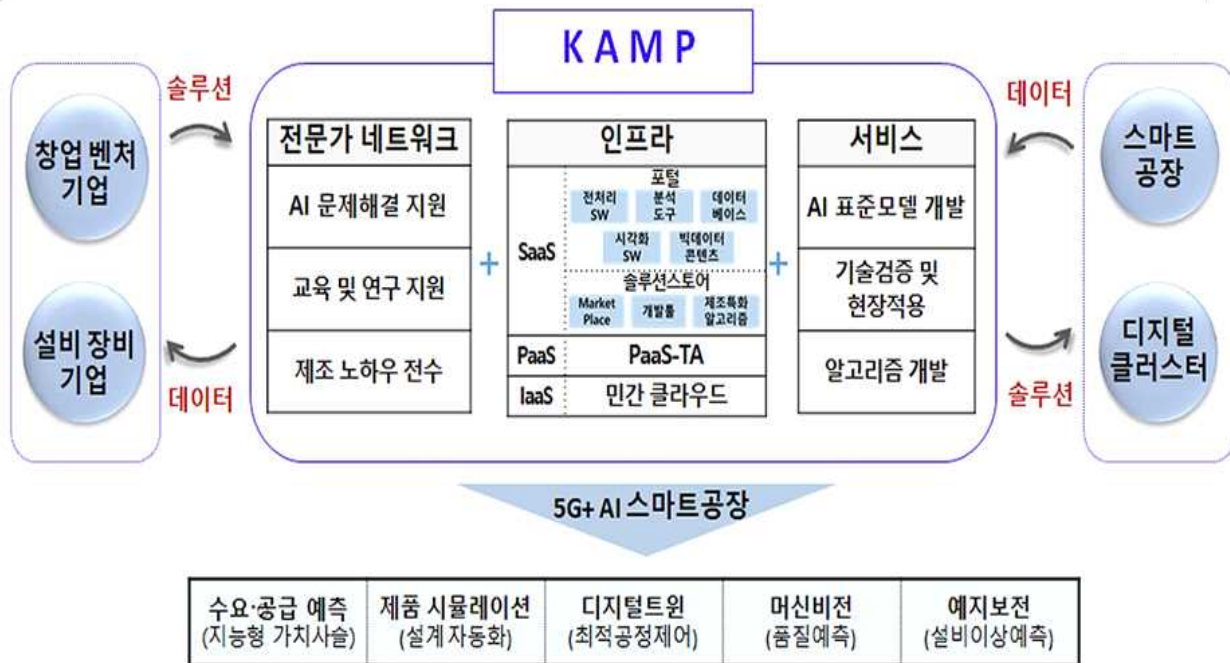 KAMP
솔루션
창업 벤처
기업
설비 장비
기업
데이터
전문가 네트워크
AI 문제해결 지원
교육 및 연구 지원
제조 노하우 전수
+
인프라
SaaS
포털
전처리
SW
분석
도구
데이터
베이스
시각화
SW
빅데이터
콘텐츠
솔루션스토어
Market
Place
개발툴
제조특화
알고리즘
PaaS
PaaS-TA
IaaS
민간 클라우드
+
서비스
AI 표준모델 개발
기술검증 및
현장적용
알고리즘 개발
데이터
스마트
공장
디지털
클러스터
솔루션
5G+ AI 스마트공장
수요·공급 예측
(지능형 가치사슬)
제품 시뮬레이션
(설계 자동화)
디지털트윈
(최적공정제어)
머신비전
(품질예측)
예지보전
(설비이상예측)